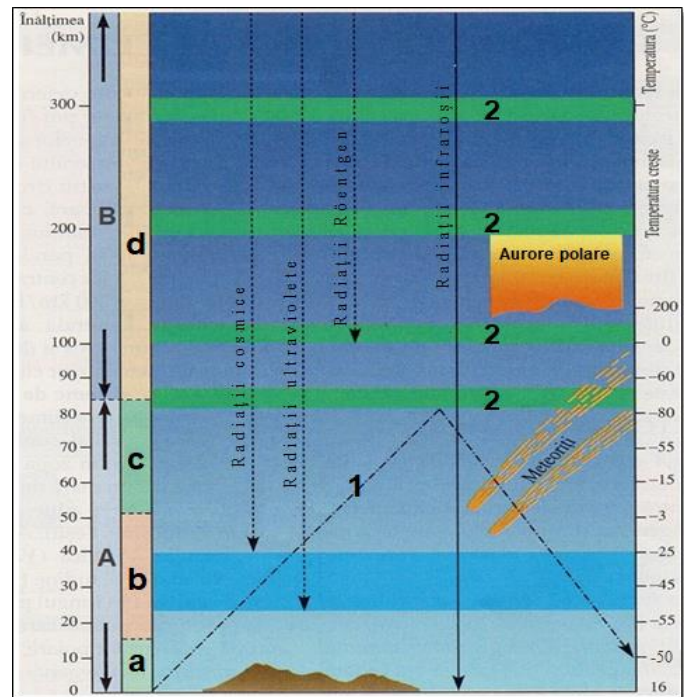 Înălțimea
(km)
300
200
100
90
80
70
60
50
40
30
20
10
0
B
A
d
c
b
a
Radiații cosmice
Radiații ultraviolete
Radiații Röentgen
Radiații infraroșii
2
2
2
2
1
Aurore polare
Meteoriți
Temperatura (°C)
Temperatura crește
200
0
-60
-80
-55
-15
-3
-25
-45
-55
-50
16